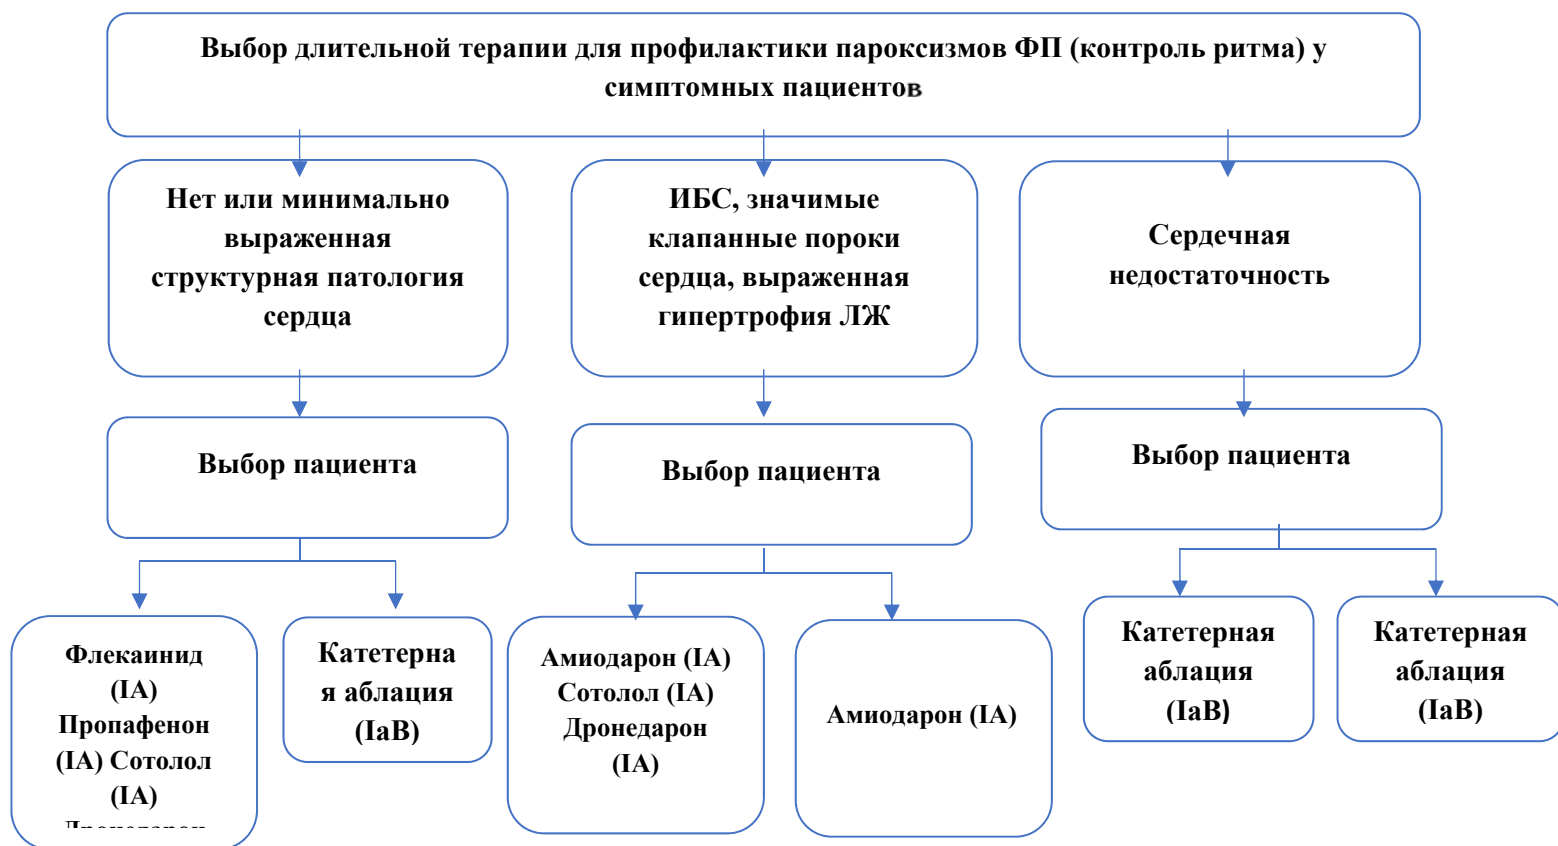 Выбор длительной терапии для профилактики пароксизмов ФП (контроль ритма) у
симптомных пациентов
Нет или минимально
выраженная
структурная патология
сердца
ИБС, значимые
клапанные пороки
сердца, выраженная
гипертрофия ЛЖ
Сердечная
недостаточность
Выбор пациента
Выбор пациента
Выбор пациента
Флекаинид
(IA)
Пропафенон
(IA) Сотолол
(IA)
Дронедарон
Катетерна
я аблация
(IaB)
Амиодарон (IA)
Сотолол (IA)
Дронедарон
(IA)
Амиодарон (IA)
Катетерная
аблация
(IaB)
Катетерная
аблация
(IaB)